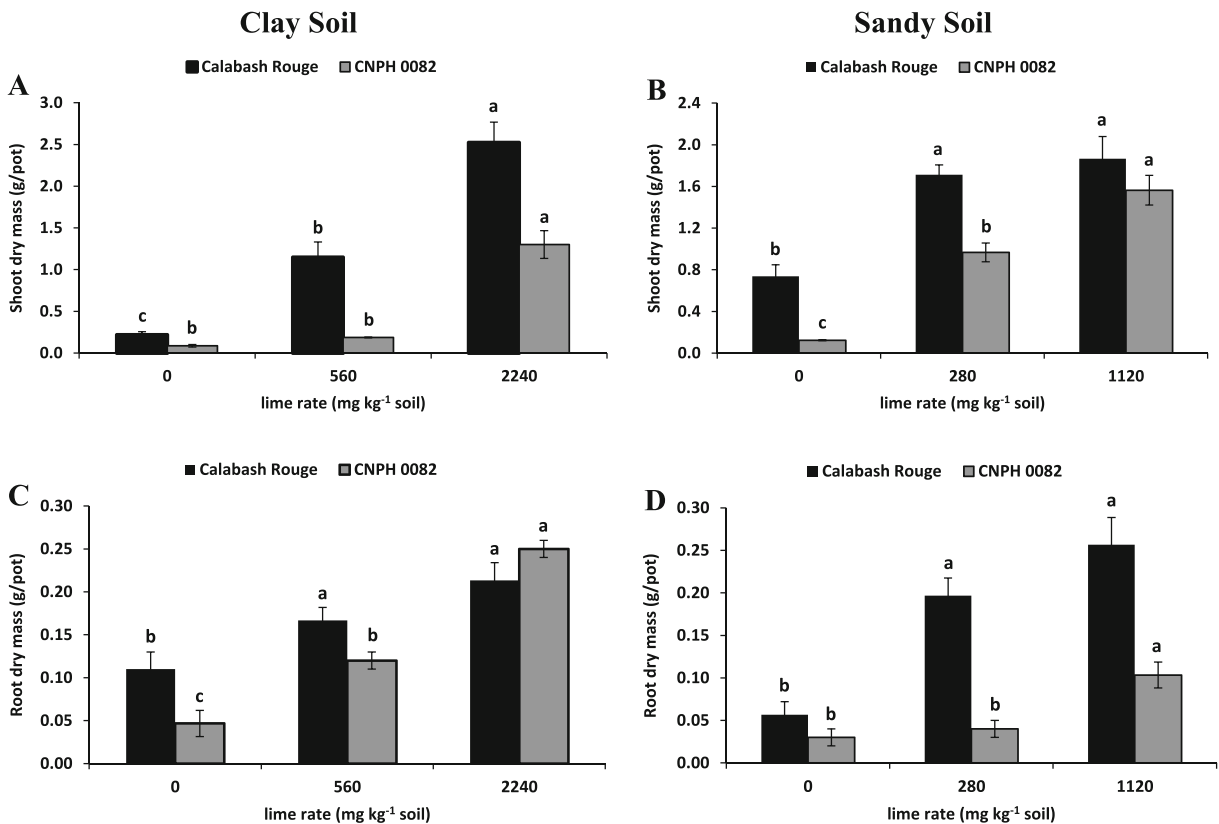 Clay Soil
Sandy Soil
A
Calabash Rouge CNPH 0082
Shoot dry mass (g/pot)
3.0
2.5
2.0
1.5
1.0
0.5
0.0
c b b b a a
0 560 2240
lime rate (mg kg⁻¹ soil)
B
Calabash Rouge CNPH 0082
Shoot dry mass (g/pot)
2.4
2.0
1.6
1.2
0.8
0.4
0.0
b c a b a a
0 280 1120
lime rate (mg kg⁻¹ soil)
C
Calabash Rouge CNPH 0082
Root dry mass (g/pot)
0.30
0.25
0.20
0.15
0.10
0.05
0.00
b c a b a a
0 560 2240
lime rate (mg kg⁻¹ soil)
D
Calabash Rouge CNPH 0082
Root dry mass (g/pot)
0.30
0.25
0.20
0.15
0.10
0.05
0.00
b b a b a a
0 280 1120
lime rate (mg kg⁻¹ soil)